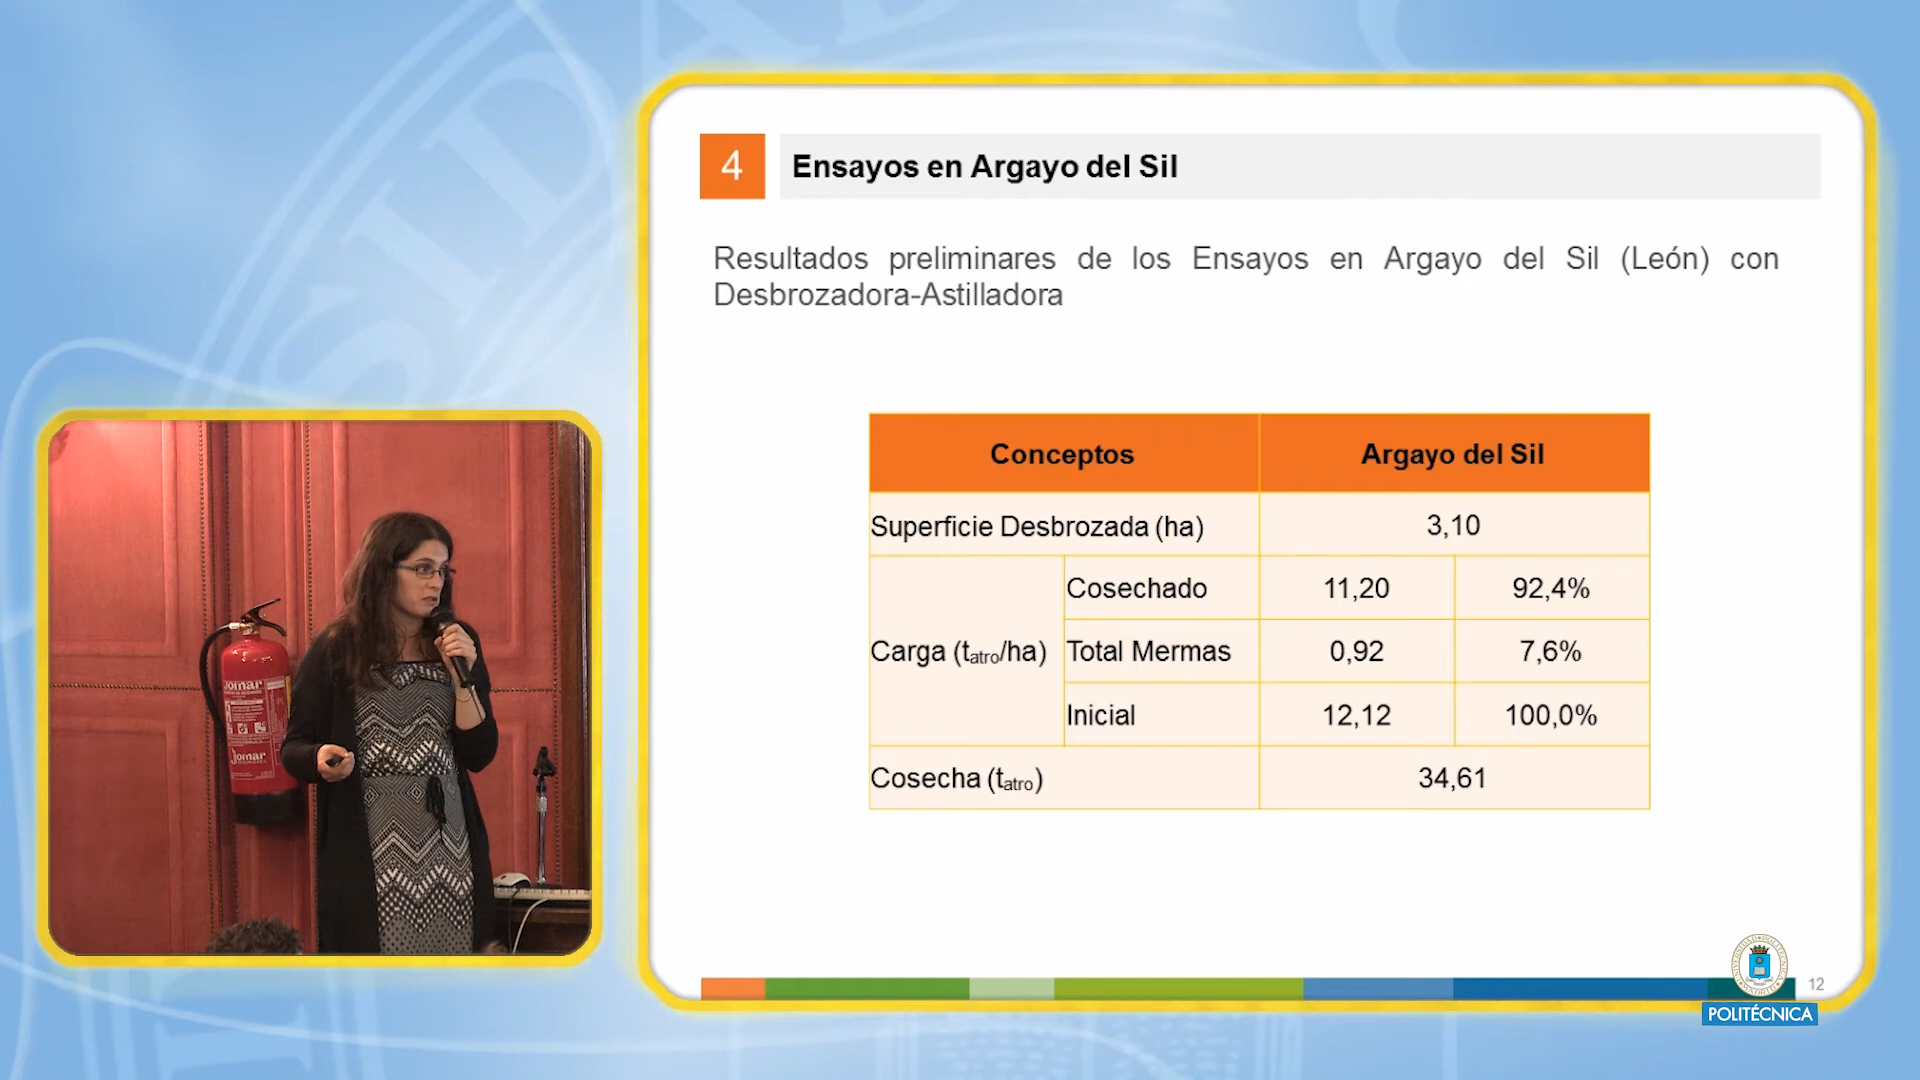 4
Ensayos en Argayo del Sil
Resultados preliminares de los Ensayos en Argayo del Sil (León) con
Desbrozadora-Astilladora
Conceptos Argayo del Sil
Superficie Desbrozada (ha) 3,10
Carga (tatro/ha) Cosechado 11,20 92,4%
Total Mermas 0,92 7,6%
Inicial 12,12 100,0%
Cosecha (tatro) 34,61
12
POLITÉCNICA
Jomar
Jomar